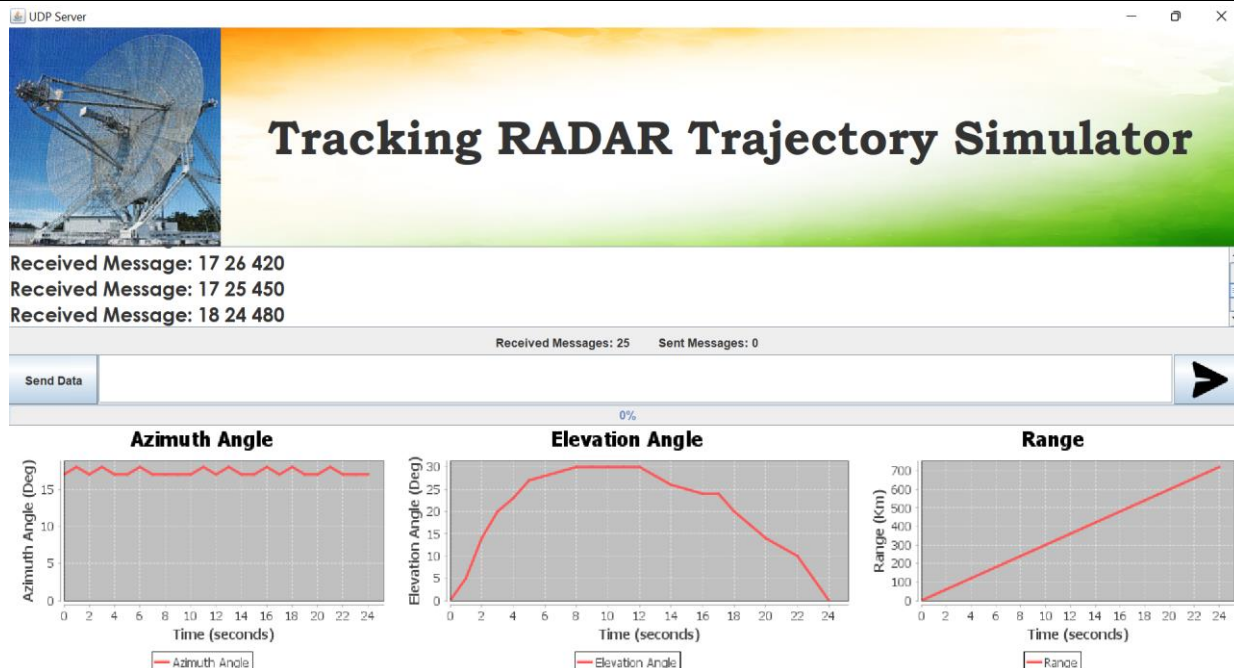 UDP Server
Tracking RADAR Trajectory Simulator
Received Message: 17 26 420
Received Message: 17 25 450
Received Message: 18 24 480
Received Messages: 25 Sent Messages: 0
Send Data
0%
Azimuth Angle
Azimuth Angle (Deg)
15
10
5
0
0 2 4 6 8 10 12 14 16 18 20 22 24
Time (seconds)
Azimuth Angle
Elevation Angle
Elevation Angle (Deg)
30
25
20
15
10
5
0
0 2 4 6 8 10 12 14 16 18 20 22 24
Time (seconds)
Elevation Angle
Range
Range (Km)
700
600
500
400
300
200
100
0
0 2 4 6 8 10 12 14 16 18 20 22 24
Time (seconds)
Range